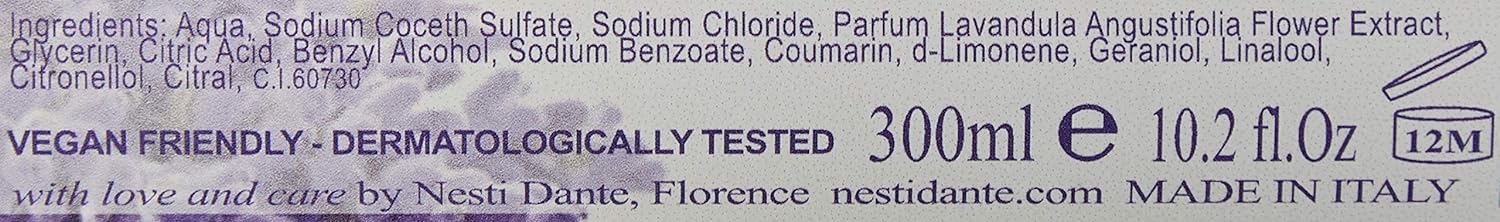 Ingredients: Aqua, Sodium Coceth Sulfate, Sodium Chloride, Parfum Lavandula Angustifolia Flower Extract,
Glycerin, Citric Acid, Benzyl Alcohol, Sodium Benzoate, Coumarin, d-Limonene, Geraniol, Linalool,
Citronellol, Citral, C.I.60730
VEGAN FRIENDLY - DERMATOLOGICALLY TESTED 300ml e 10.2 fl.Oz 12M
with love and care by Nesti Dante, Florence nestidante.com MADE IN ITALY